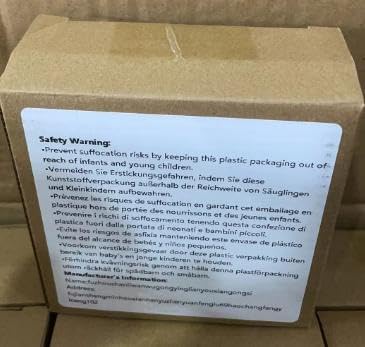 Safety Warning:
•Prevent suffocation risks by keeping this plastic packaging out of
reach of infants and young children.
•Vermeiden Sie Erstickungsgefahren, indem Sie diese
Kunststoffverpackung außerhalb der Reichweite von Säuglingen
und Kleinkindern aufbewahren.
•Prévenez les risques de suffocation en gardant cet emballage en
plastique hors de portée des nourrissons et des jeunes enfants.
•Prevenire i rischi di soffocamento tenendo questa confezione di
plastica fuori dalla portata di neonati e bambini piccoli.
•Evite los riesgos de asfixia manteniendo este envase de plástico
fuera del alcance de bebés y niños pequeños.
•Voorkom verstikkingsgevaar door deze plastic verpakking buiten
bereik van baby's en jonge kinderen te houden.
•Förhindra kvävningsrisk genom att hålla denna plastförpackning
utom räckhåll för spädbarn och småbarn.
Manufacturer's Information:
Address: